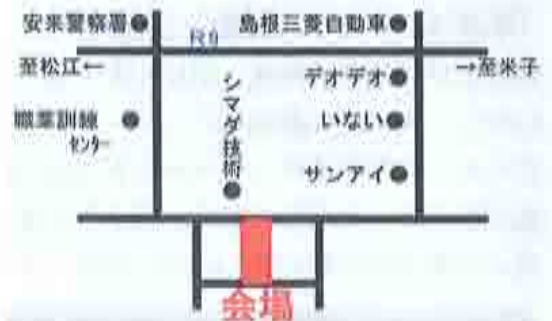 安来警察署
R9
島根三菱自動車
至松江←
デオデオ
→至米子
シマダ技術
職業訓練
センター
いない
サンアイ
会場